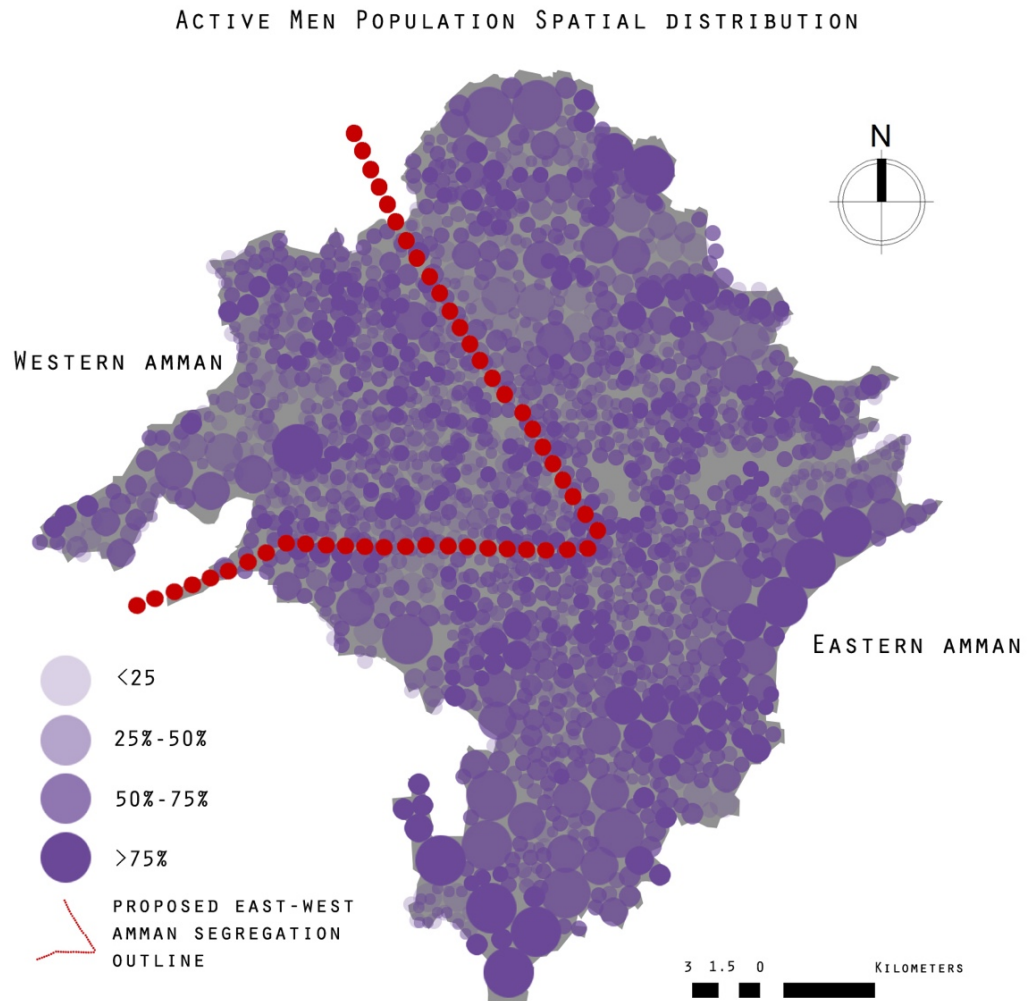 Active Men Population Spatial distribution
N
Western amman
Eastern amman
<25
25%-50%
50%-75%
>75%
PROPOSED EAST-WEST
AMMAN SEGREGATION
OUTLINE
3 1.5 0 Kilometers